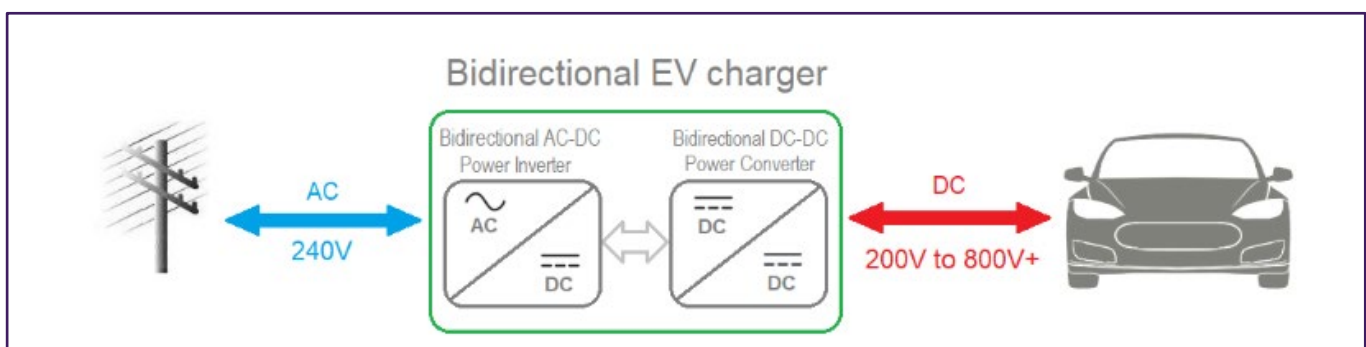 Bidirectional EV charger
Bidirectional AC-DC
Power Inverter
Bidirectional DC-DC
Power Converter
AC
240V
AC
DC
DC
DC
DC
200V to 800V+